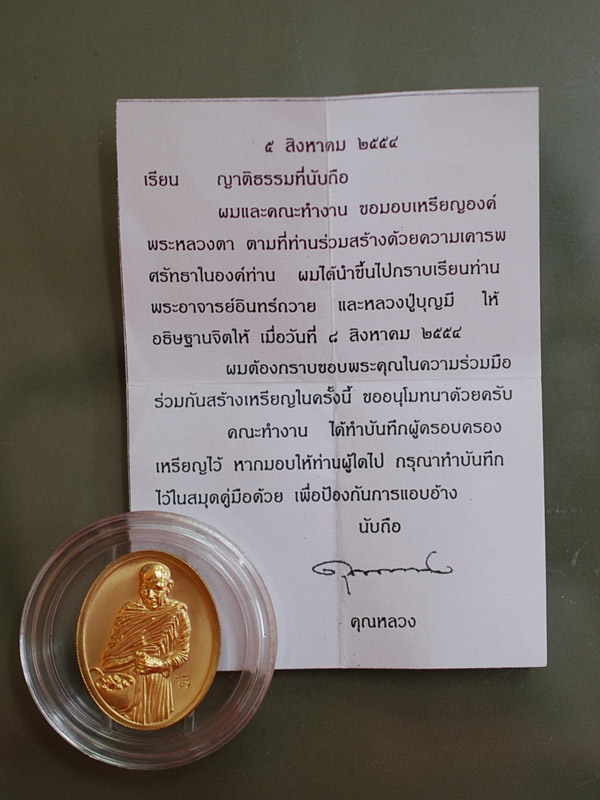 ๕ สิงหาคม ๒๕๕๔
เรียน ญาติธรรมที่นับถือ
ผมและคณะทำงาน ขอมอบเหรียญองค์
พระหลวงตา ตามที่ท่านร่วมสร้างด้วยความเคารพ
ศรัทธาในองค์ท่าน ผมได้นำขึ้นไปกราบเรียนท่าน
พระอาจารย์อินทร์ถวาย และหลวงปู่บุญมี ให้
อธิษฐานจิตให้ เมื่อวันที่ ๘ สิงหาคม ๒๕๕๔
ผมต้องกราบขอบพระคุณในความร่วมมือ
ร่วมกันสร้างเหรียญในครั้งนี้ ขออนุโมทนาด้วยครับ
คณะทำงาน ได้ทำบันทึกผู้ครอบครอง
เหรียญไว้ หากมอบให้ท่านผู้ใดไป กรุณาทำบันทึก
ไว้ในสมุดคู่มือด้วย เพื่อป้องกันการแอบอ้าง
นับถือ
คุณหลวง